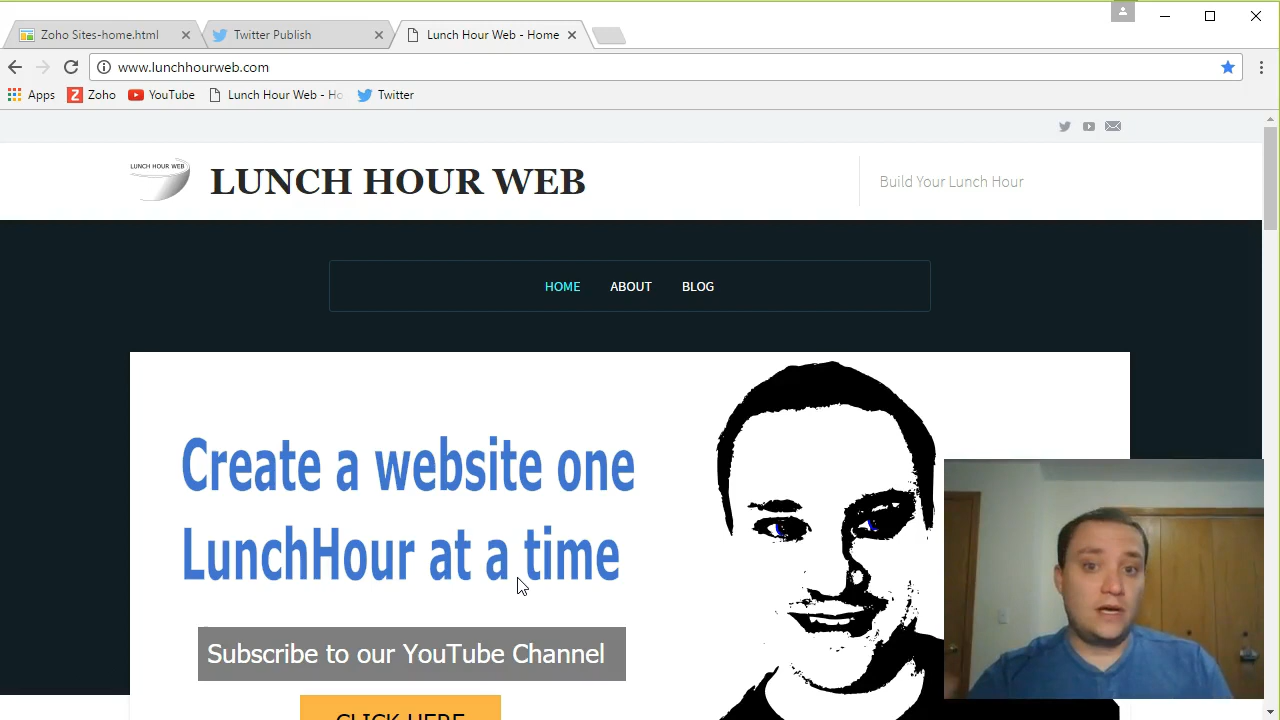 Zoho Sites-home.html
Twitter Publish
Lunch Hour Web - Home
www.lunchhourweb.com
Apps
Zoho
YouTube
Lunch Hour Web - Ho
Twitter
LUNCH HOUR WEB
LUNCH HOUR WEB
Build Your Lunch Hour
HOME
ABOUT
BLOG
Create a website one
LunchHour at a time
Subscribe to our YouTube Channel
CLICK HERE